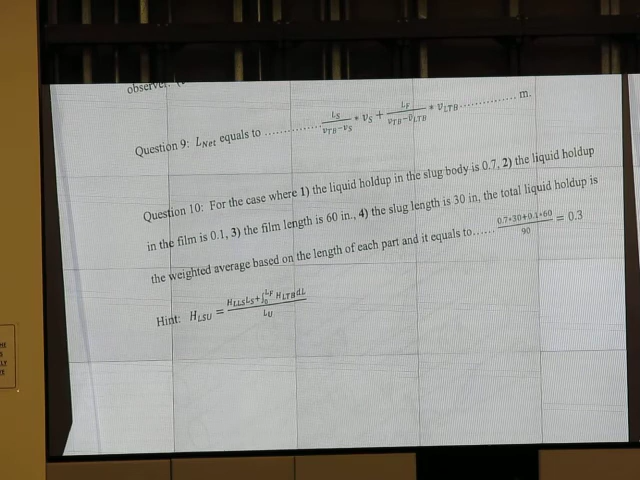 Question 9: L_Net equals to ............ L_S/(v_TB−v_S) * v_S + L_F/(v_TB−v_LTB) * v_LTB ............ m.
Question 10: For the case where 1) the liquid holdup in the slug body is 0.7, 2) the liquid holdup
in the film is 0.1, 3) the film length is 60 in., 4) the slug length is 30 in, the total liquid holdup is
the weighted average based on the length of each part and it equals to...... (0.7*30+0.1*60)/90 = 0.3
Hint: H_LSU = (H_LLS L_S + ∫_0^{L_F} H_LTB dL)/L_U